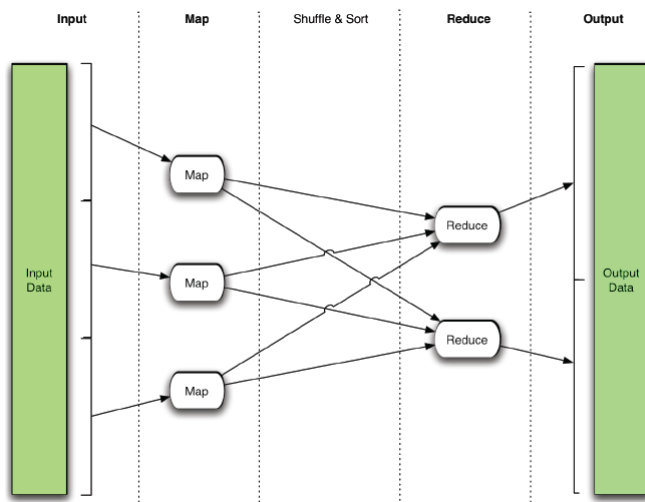 Input Map Shuffle & Sort Reduce Output
Map
Reduce
Input
Data
Map
Output
Data
Reduce
Map